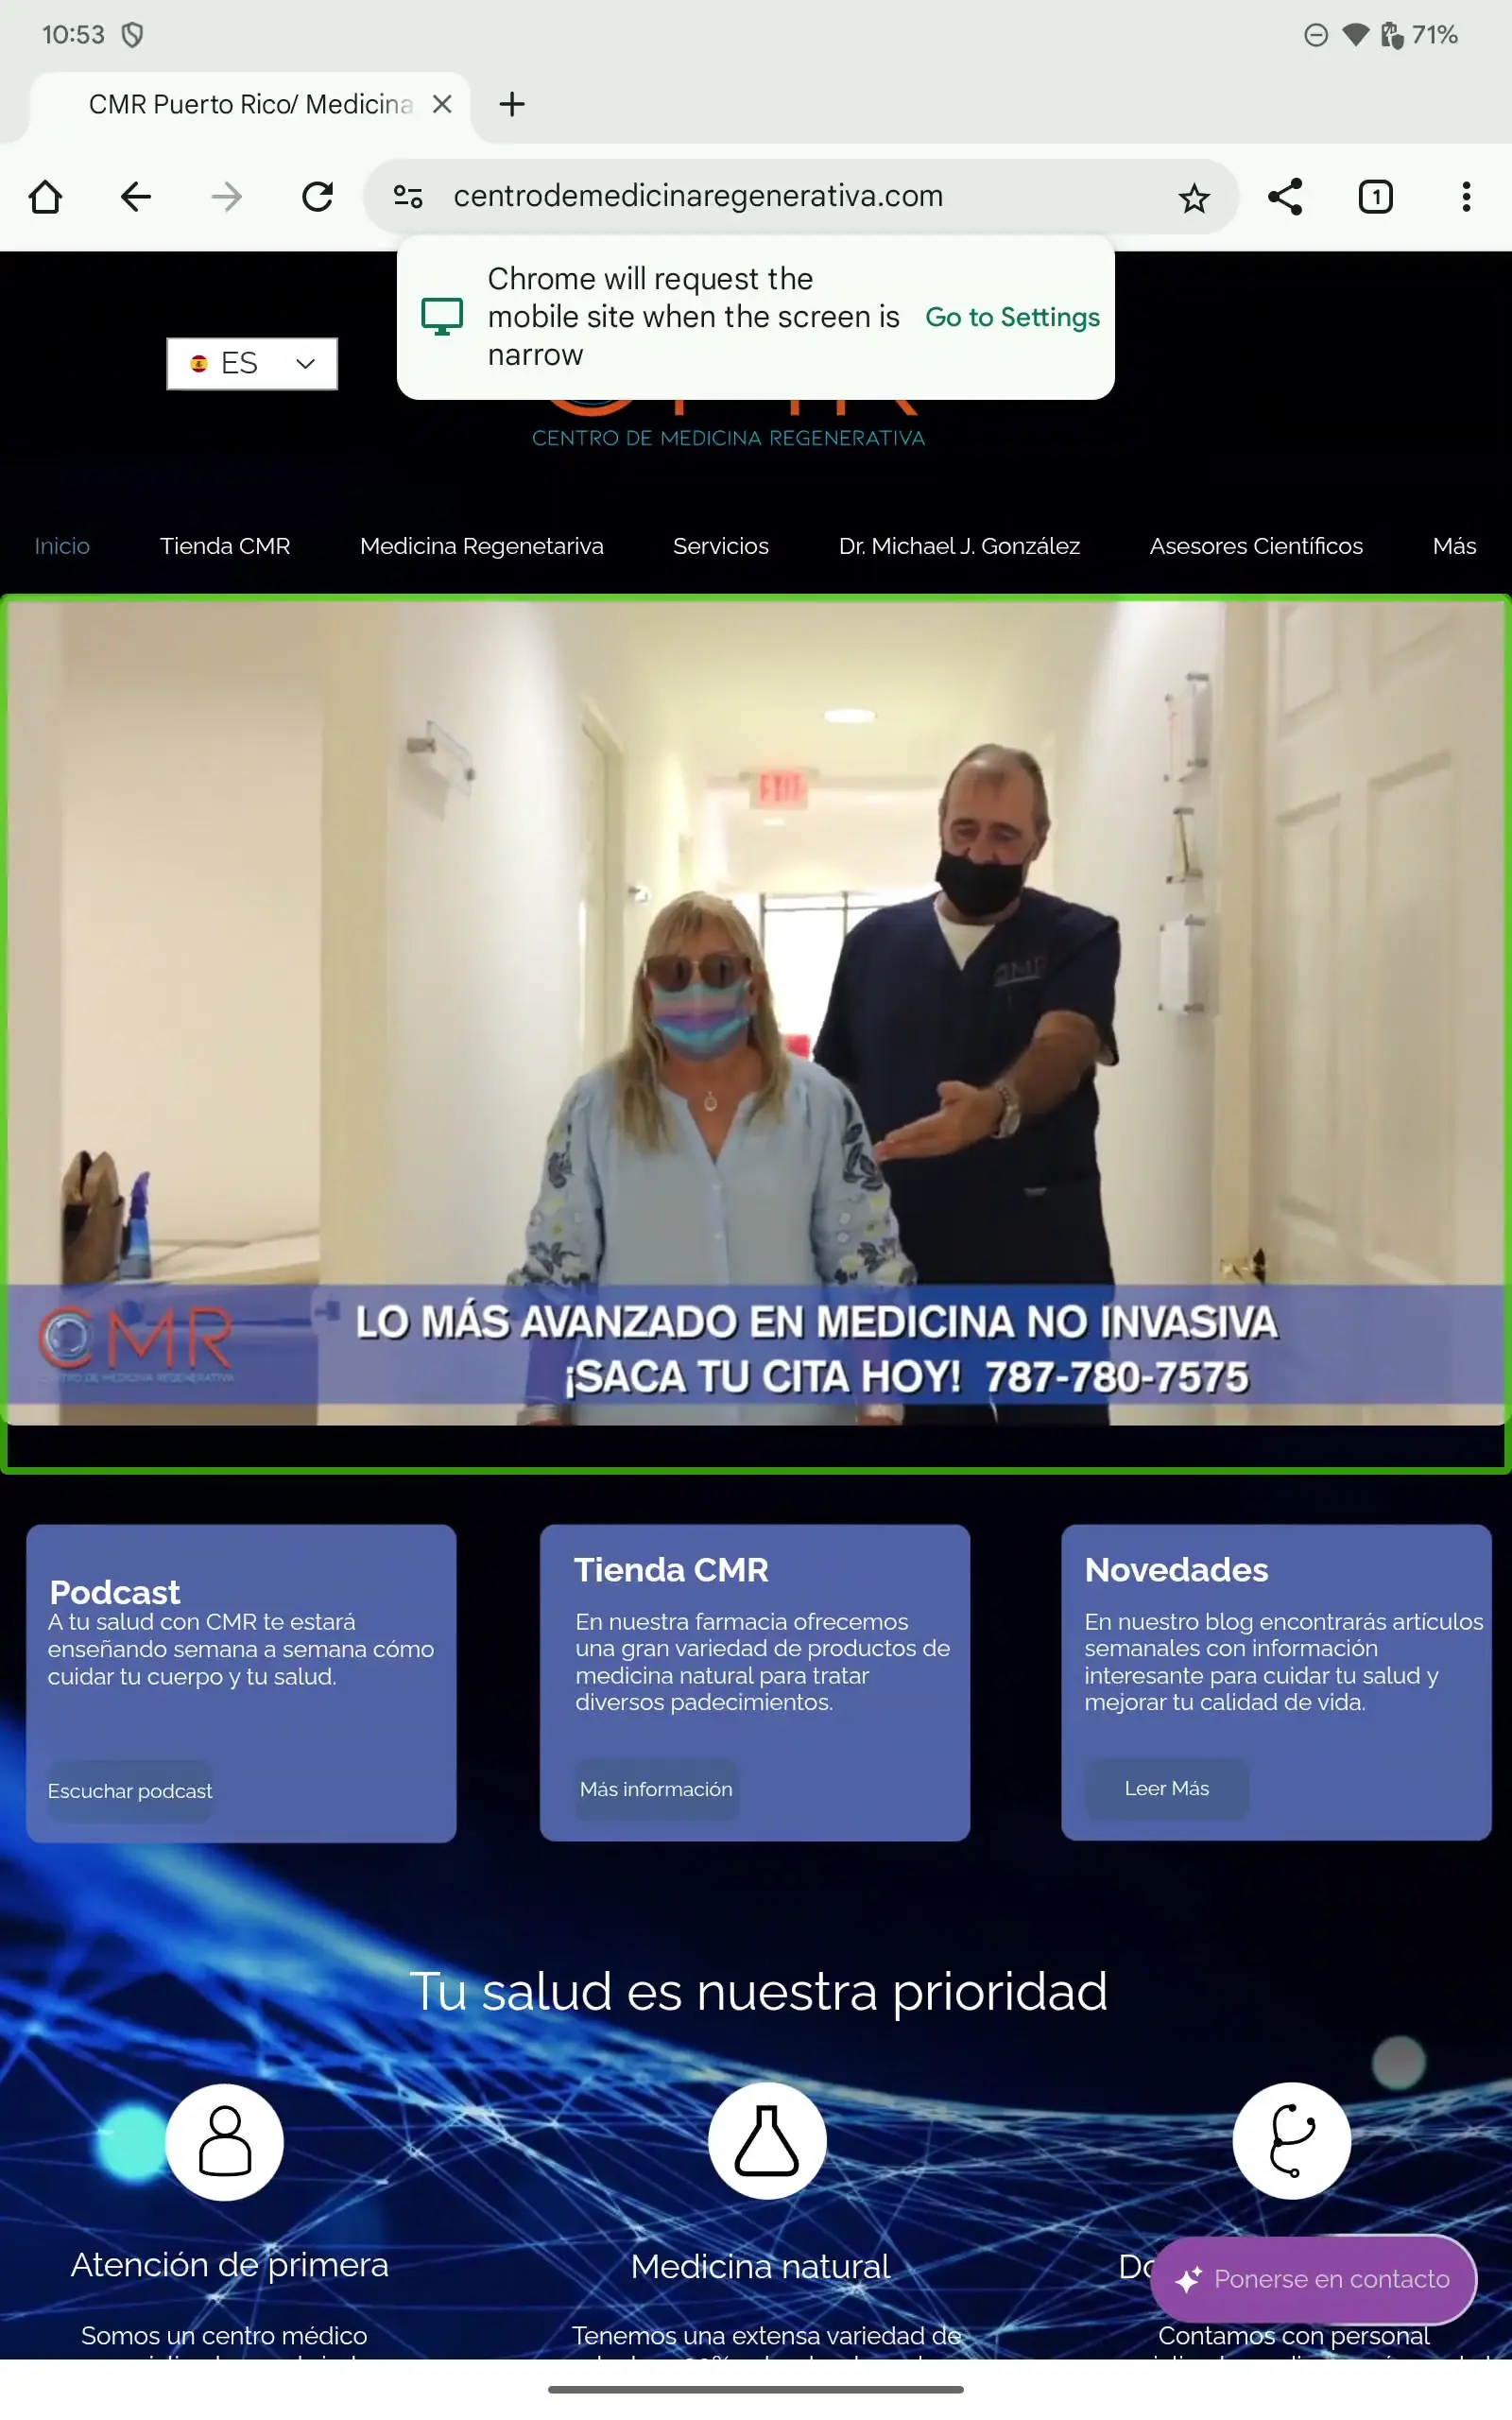 10:53
71%
CMR Puerto Rico/ Medicina
centrodemedicinaregenerativa.com
1
Chrome will request the
mobile site when the screen is
narrow
Go to Settings
ES
CENTRO DE MEDICINA REGENERATIVA
Inicio
Tienda CMR
Medicina Regenetariva
Servicios
Dr. Michael J. González
Asesores Científicos
Más
EXIT
CMR
CMR
CENTRO DE MEDICINA REGENERATIVA
LO MÁS AVANZADO EN MEDICINA NO INVASIVA
¡SACA TU CITA HOY! 787-780-7575
Podcast
A tu salud con CMR te estará
enseñando semana a semana cómo
cuidar tu cuerpo y tu salud.
Escuchar podcast
Tienda CMR
En nuestra farmacia ofrecemos
una gran variedad de productos de
medicina natural para tratar
diversos padecimientos.
Más información
Novedades
En nuestro blog encontrarás artículos
semanales con información
interesante para cuidar tu salud y
mejorar tu calidad de vida.
Leer Más
Tu salud es nuestra prioridad
Atención de primera
Somos un centro médico
Medicina natural
Tenemos una extensa variedad de
Ponerse en contacto
Contamos con personal